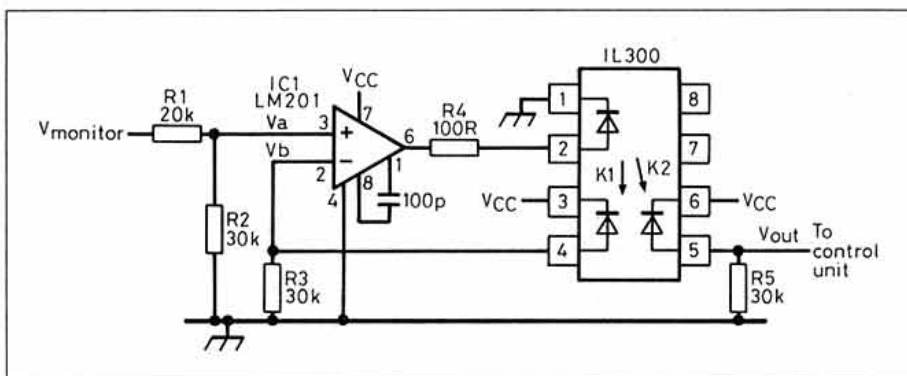 IL300
IC1
LM201
VCC
R1
20k
Vmonitor
Va
3
+
7
6
R4
100R
1
8
2
7
Vb
−
2
4
8
1
100p
K1
K2
VCC
3
6
VCC
R2
30k
4
5
Vout
To
control
unit
R3
30k
R5
30k